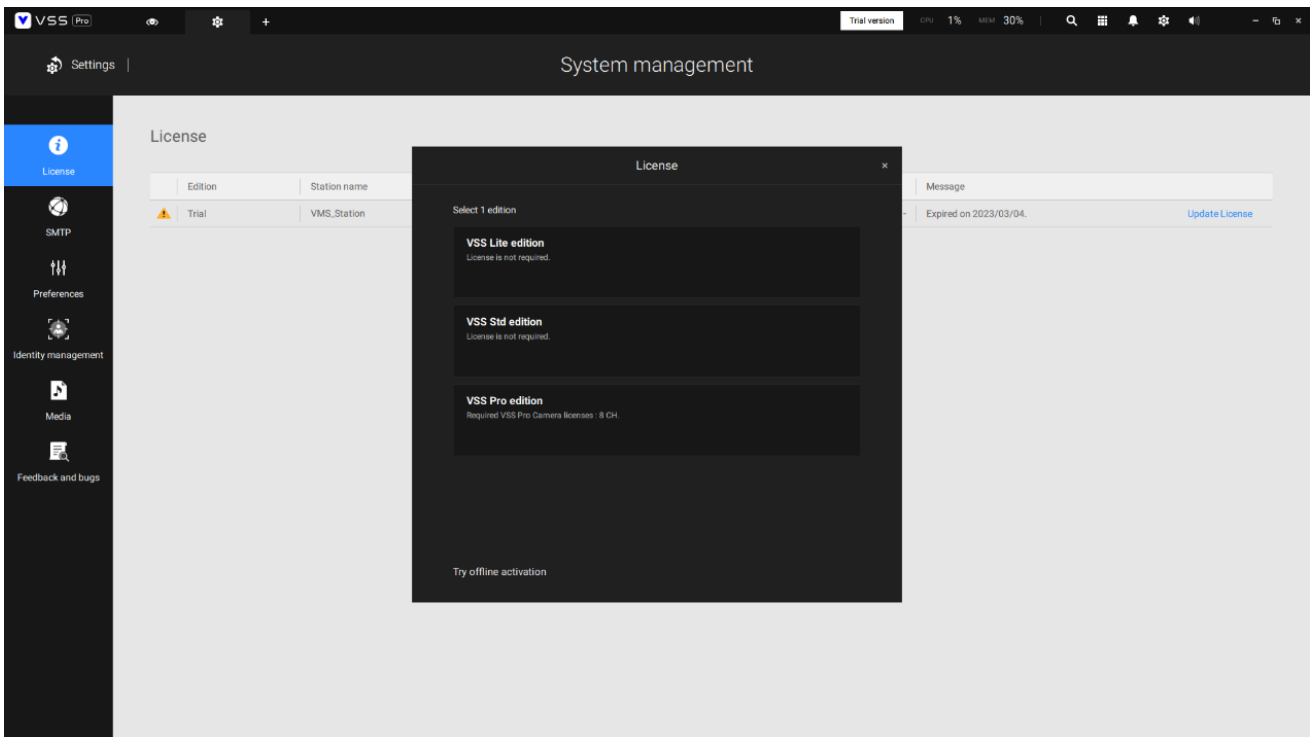 VSS Pro
Trial version CPU 1% MEM 30%
Settings
System management
License
SMTP
Preferences
Identity management
Media
Feedback and bugs
License
Edition Station name Message
Trial VMS_Station - Expired on 2023/03/04. Update License
License
Select 1 edition
VSS Lite edition
License is not required.
VSS Std edition
License is not required.
VSS Pro edition
Required VSS Pro Camera licenses : 8 CH.
Try offline activation